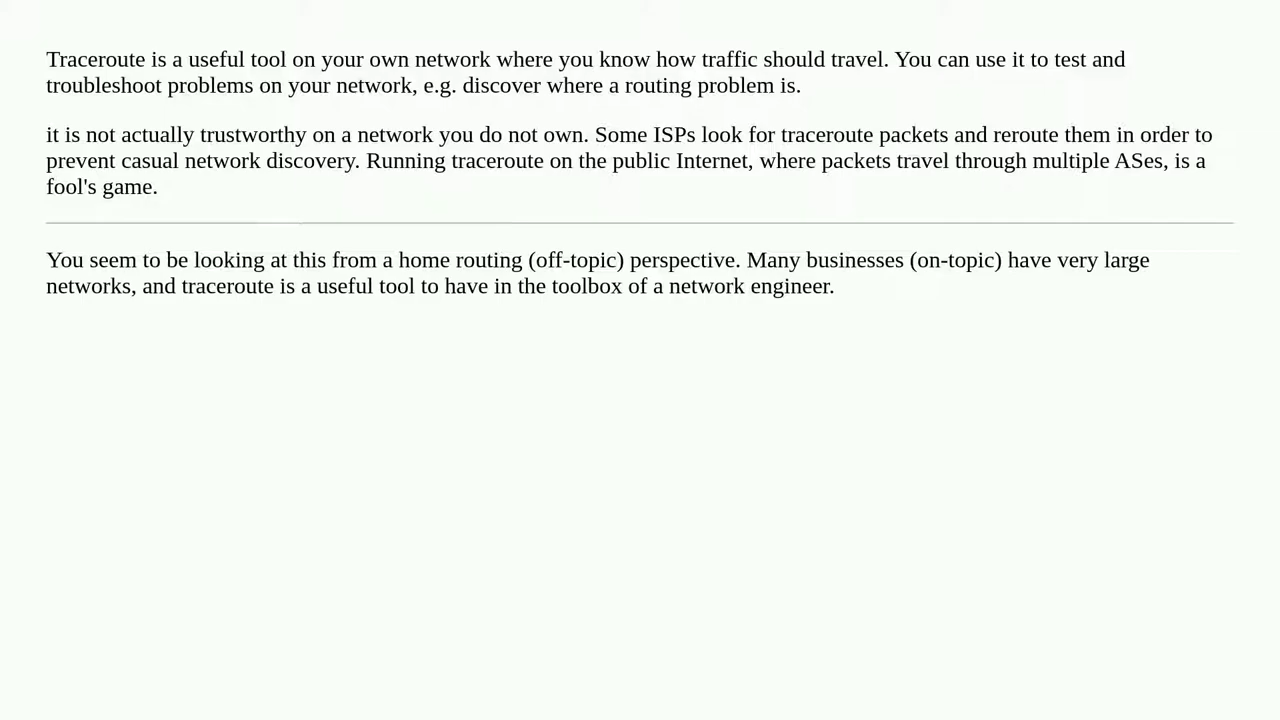 Traceroute is a useful tool on your own network where you know how traffic should travel. You can use it to test and
troubleshoot problems on your network, e.g. discover where a routing problem is.
it is not actually trustworthy on a network you do not own. Some ISPs look for traceroute packets and reroute them in order to
prevent casual network discovery. Running traceroute on the public Internet, where packets travel through multiple ASes, is a
fool's game.
You seem to be looking at this from a home routing (off-topic) perspective. Many businesses (on-topic) have very large
networks, and traceroute is a useful tool to have in the toolbox of a network engineer.